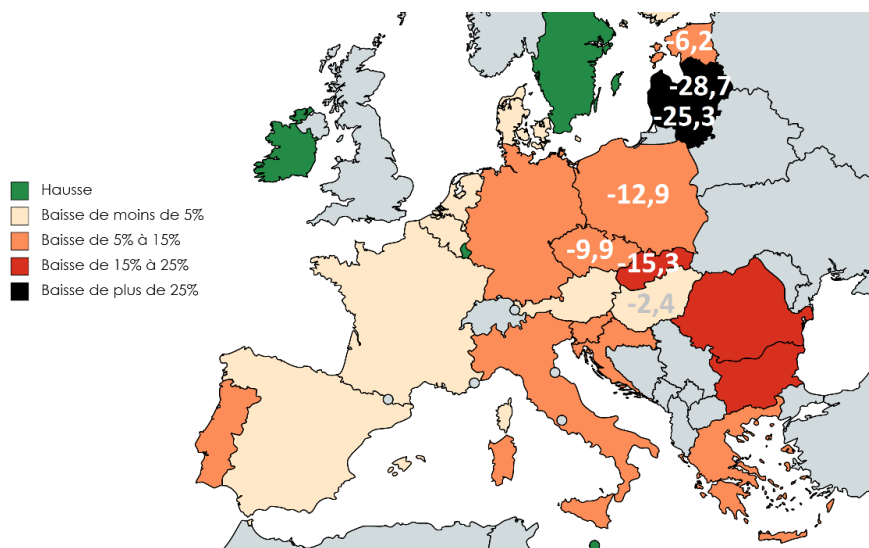 -6,2
-28,7
-25,3
-12,9
-9,9
-15,3
-2,4
Hausse
Baisse de moins de 5%
Baisse de 5% à 15%
Baisse de 15% à 25%
Baisse de plus de 25%